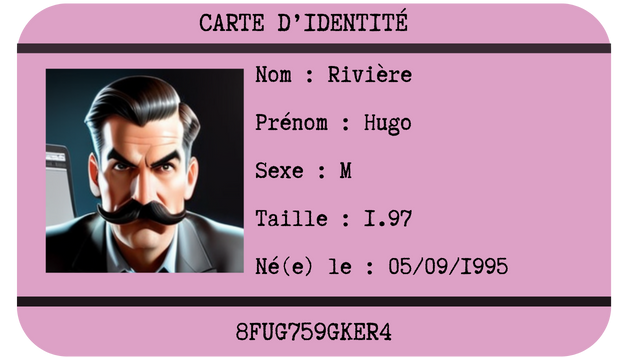 CARTE D'IDENTITÉ
Nom : Rivière
Prénom : Hugo
Sexe : M
Taille : I.97
Né(e) le : 05/09/I995
8FUG759GKER4